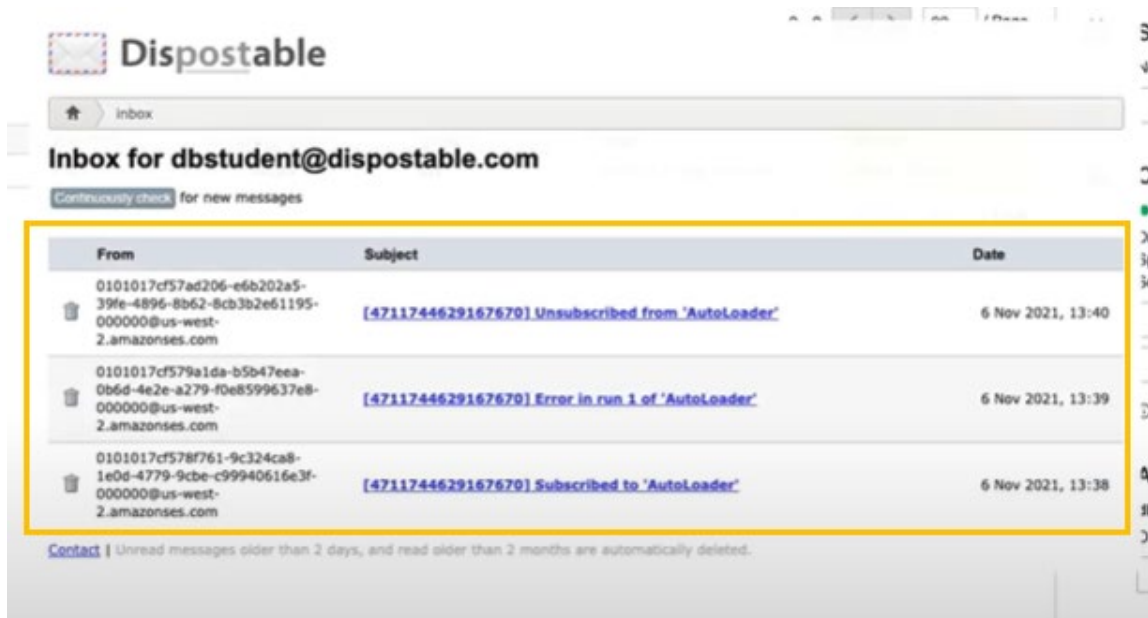 Dispostable
inbox
Inbox for dbstudent@dispostable.com
Continuously check for new messages
From Subject Date
0101017cf57ad206-e6b202a5-
39fe-4896-8b62-8cb3b2e61195-
000000@us-west-
2.amazonses.com
[4711744629167670] Unsubscribed from 'AutoLoader'
6 Nov 2021, 13:40
0101017cf579a1da-b5b47eea-
0b6d-4e2e-a279-f0e8599637e8-
000000@us-west-
2.amazonses.com
[4711744629167670] Error in run 1 of 'AutoLoader'
6 Nov 2021, 13:39
0101017cf578f761-9c324ca8-
1e0d-4779-9cbe-c99940616e3f-
000000@us-west-
2.amazonses.com
[4711744629167670] Subscribed to 'AutoLoader'
6 Nov 2021, 13:38
Contact | Unread messages older than 2 days, and read older than 2 months are automatically deleted.